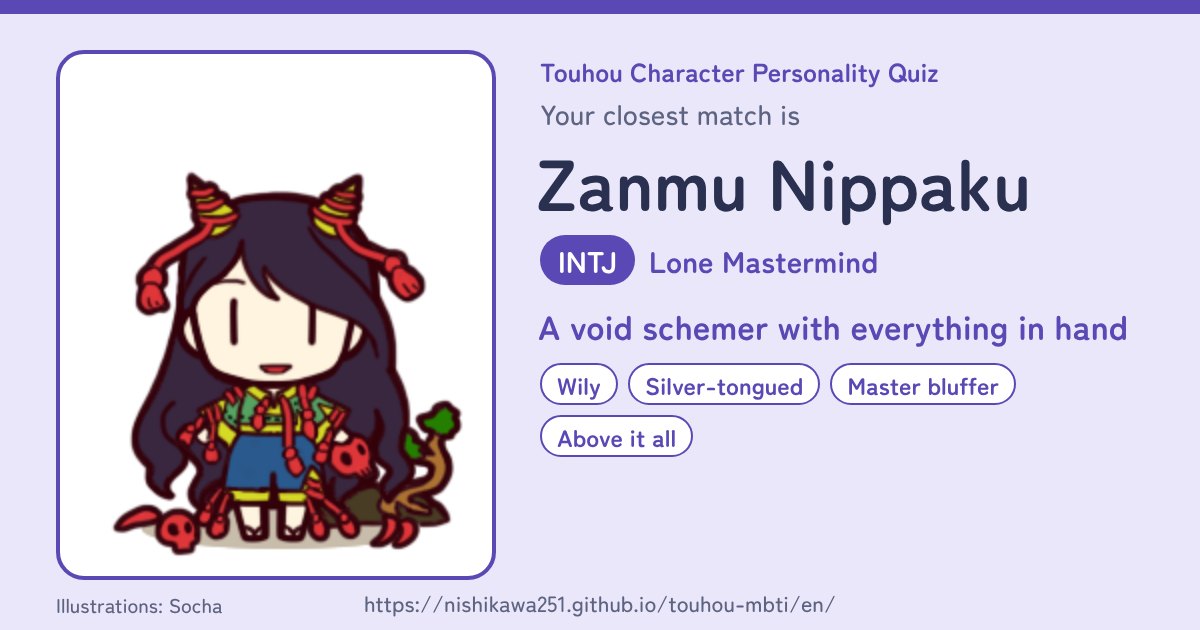 Touhou Character Personality Quiz
Your closest match is
Zanmu Nippaku
INTJ Lone Mastermind
A void schemer with everything in hand
Wily Silver-tongued Master bluffer
Above it all
Illustrations: Socha https://nishikawa251.github.io/touhou-mbti/en/